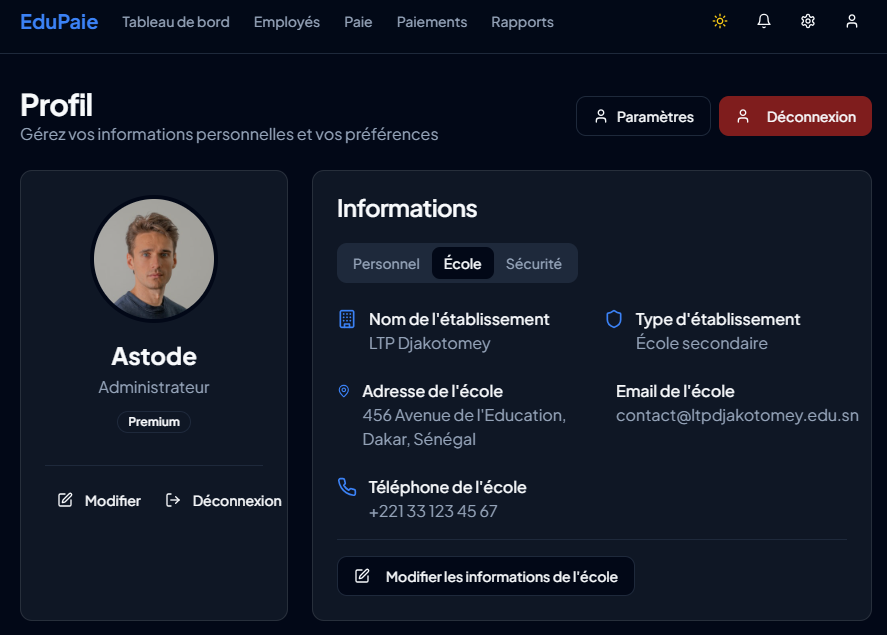 EduPaie Tableau de bord Employés Paie Paiements Rapports
Profil
Gérez vos informations personnelles et vos préférences
Paramètres Déconnexion
Astode
Administrateur
Premium
Modifier Déconnexion
Informations
Personnel École Sécurité
Nom de l'établissement
LTP Djakotomey
Type d'établissement
École secondaire
Adresse de l'école
456 Avenue de l'Education,
Dakar, Sénégal
Email de l'école
contact@ltpdjakotomey.edu.sn
Téléphone de l'école
+221 33 123 45 67
Modifier les informations de l'école